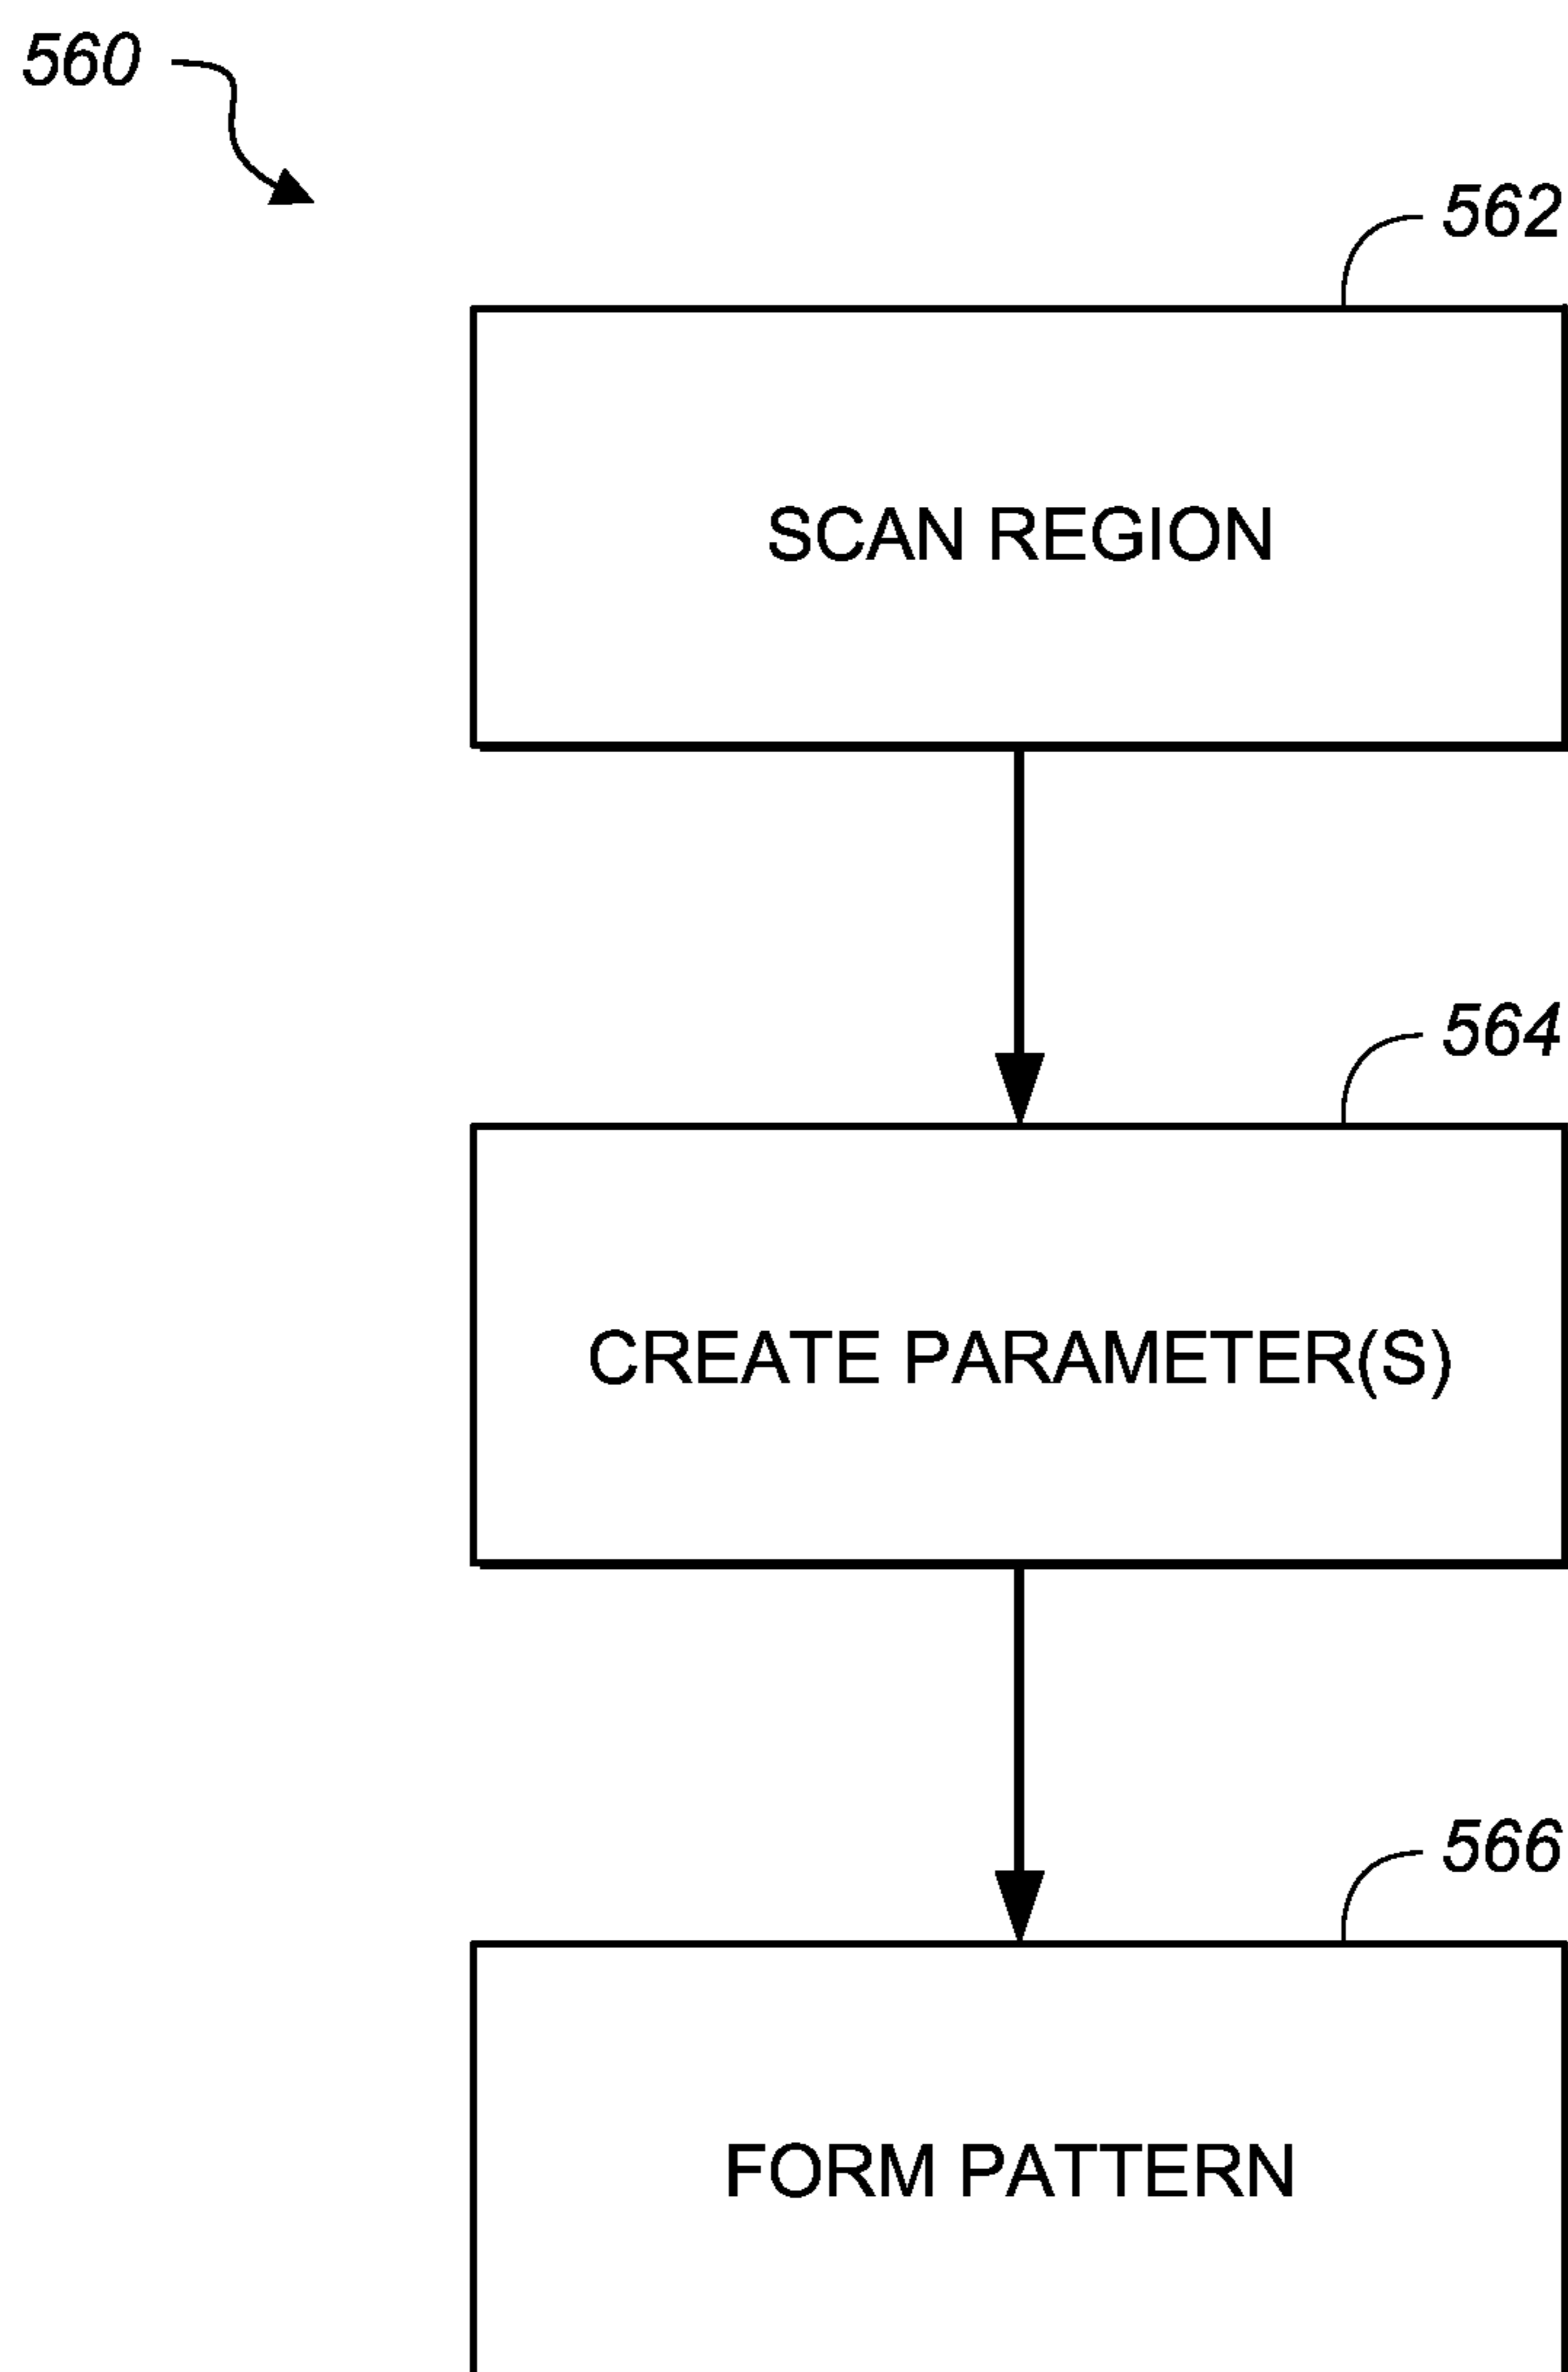 560
562
SCAN REGION
564
CREATE PARAMETER(S)
566
FORM PATTERN